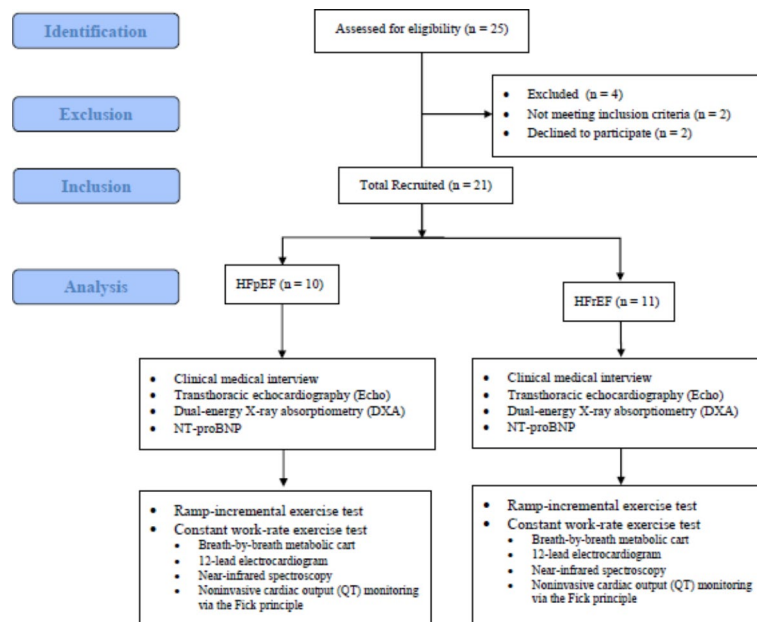 Identification
Assessed for eligibility (n = 25)
Exclusion
• Excluded (n = 4)
• Not meeting inclusion criteria (n = 2)
• Declined to participate (n = 2)
Inclusion
Total Recruited (n = 21)
Analysis
HFpEF (n = 10)
HFrEF (n = 11)
• Clinical medical interview
• Transthoracic echocardiography (Echo)
• Dual-energy X-ray absorptiometry (DXA)
• NT-proBNP
• Clinical medical interview
• Transthoracic echocardiography (Echo)
• Dual-energy X-ray absorptiometry (DXA)
• NT-proBNP
• Ramp-incremental exercise test
• Constant work-rate exercise test
• Breath-by-breath metabolic cart
• 12-lead electrocardiogram
• Near-infrared spectroscopy
• Noninvasive cardiac output (QT) monitoring
via the Fick principle
• Ramp-incremental exercise test
• Constant work-rate exercise test
• Breath-by-breath metabolic cart
• 12-lead electrocardiogram
• Near-infrared spectroscopy
• Noninvasive cardiac output (QT) monitoring
via the Fick principle